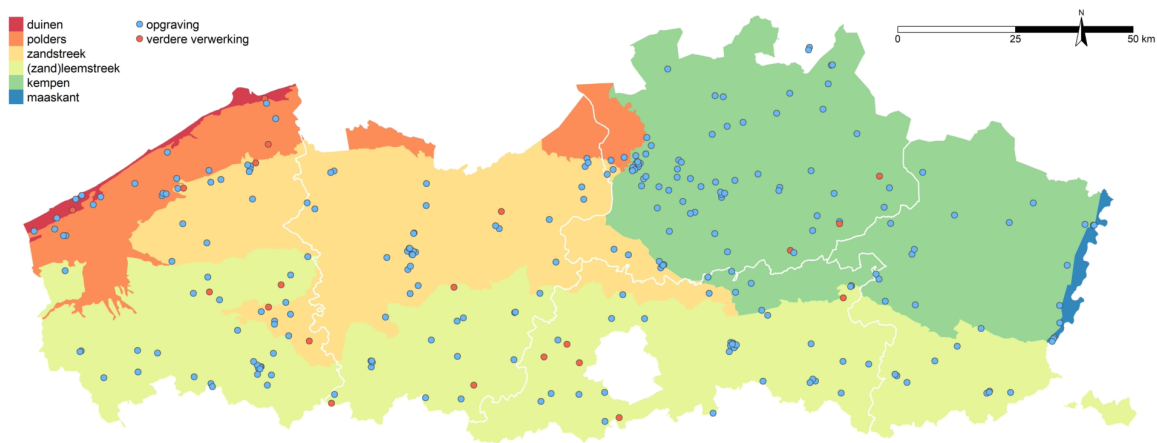 duinen
polders
zandstreek
(zand)leemstreek
kempen
maaskant
opgraving
verdere verwerking
N
0 25 50 km